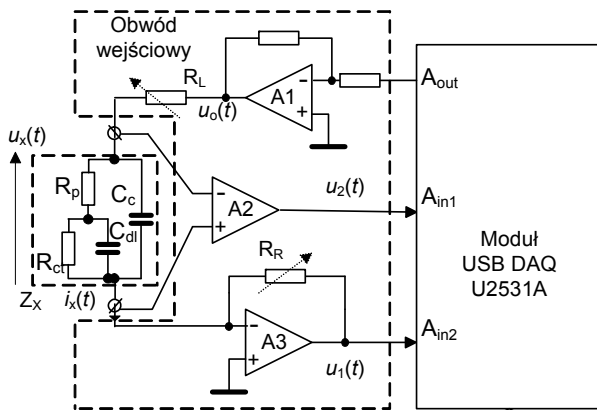 Obwód
wejściowy
R_L
A1
A_out
u_o(t)
u_x(t)
R_p
C_c
A2
u_2(t)
A_in1
C_dl
R_ct
R_R
Moduł
USB DAQ
U2531A
Z_X
i_x(t)
A3
u_1(t)
A_in2